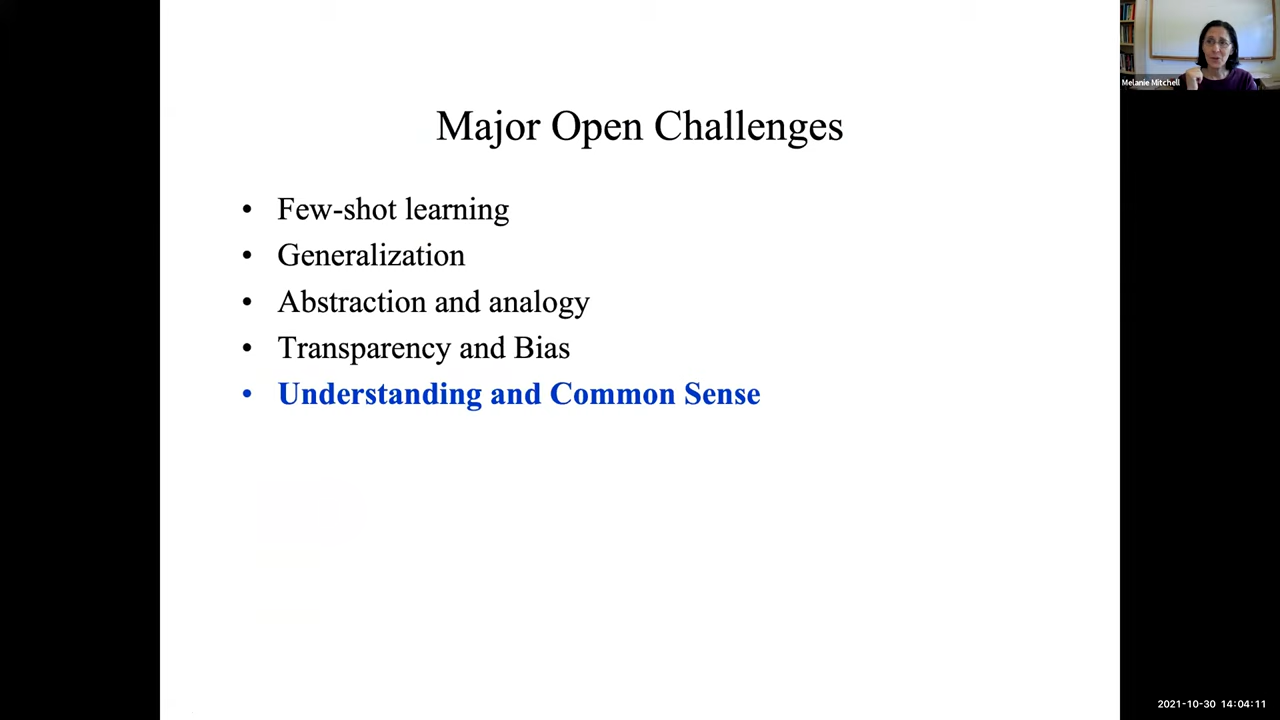 Major Open Challenges
• Few-shot learning
• Generalization
• Abstraction and analogy
• Transparency and Bias
• Understanding and Common Sense
Melanie Mitchell
2021-10-30 14:04:11